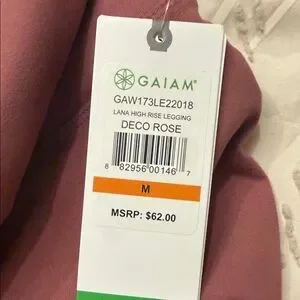 GAIAM
GAW173LE22018
LANA HIGH RISE LEGGING
DECO ROSE
8 82956 00146 7
M
MSRP: $62.00